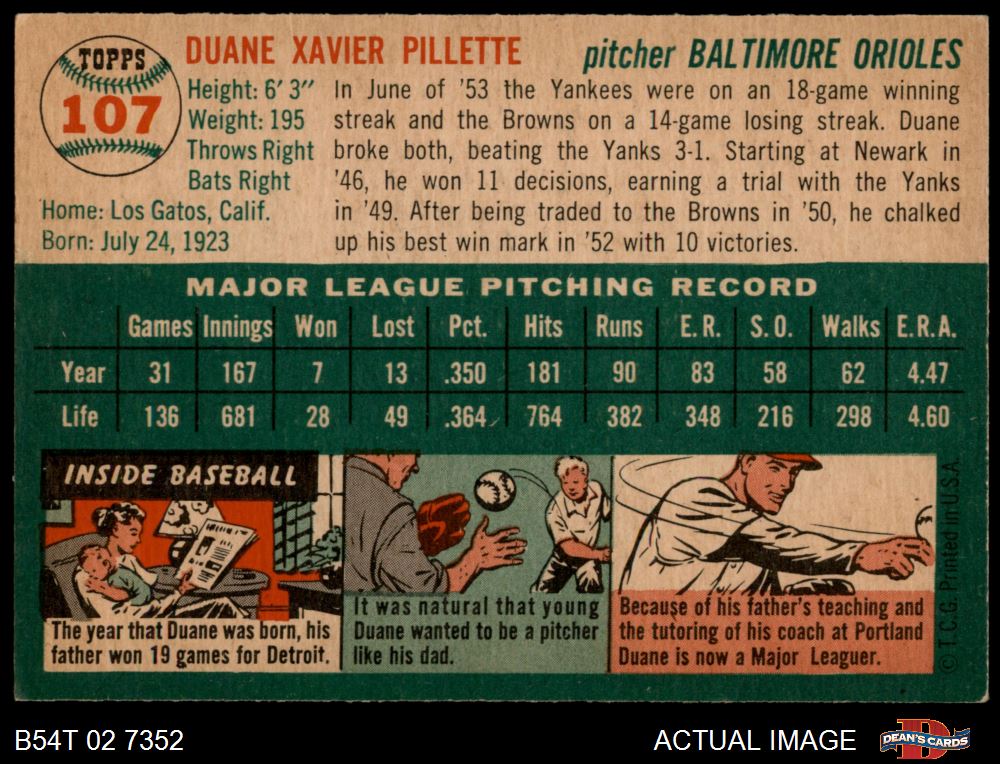 TOPPS
107
DUANE XAVIER PILLETTE
pitcher BALTIMORE ORIOLES
Height: 6' 3"
Weight: 195
Throws Right
Bats Right
Home: Los Gatos, Calif.
Born: July 24, 1923
In June of '53 the Yankees were on an 18-game winning
streak and the Browns on a 14-game losing streak. Duane
broke both, beating the Yanks 3-1. Starting at Newark in
'46, he won 11 decisions, earning a trial with the Yanks
in '49. After being traded to the Browns in '50, he chalked
up his best win mark in '52 with 10 victories.
MAJOR LEAGUE PITCHING RECORD
Games Innings Won Lost Pct. Hits Runs E.R. S.O. Walks E.R.A.
Year 31 167 7 13 .350 181 90 83 58 62 4.47
Life 136 681 28 49 .364 764 382 348 216 298 4.60
INSIDE BASEBALL
The year that Duane was born, his
father won 19 games for Detroit.
It was natural that young
Duane wanted to be a pitcher
like his dad.
Because of his father's teaching and
the tutoring of his coach at Portland
Duane is now a Major Leaguer.
© T.C.G. Printed in U.S.A.
B54T 02 7352
ACTUAL IMAGE
D
DEAN'S CARDS